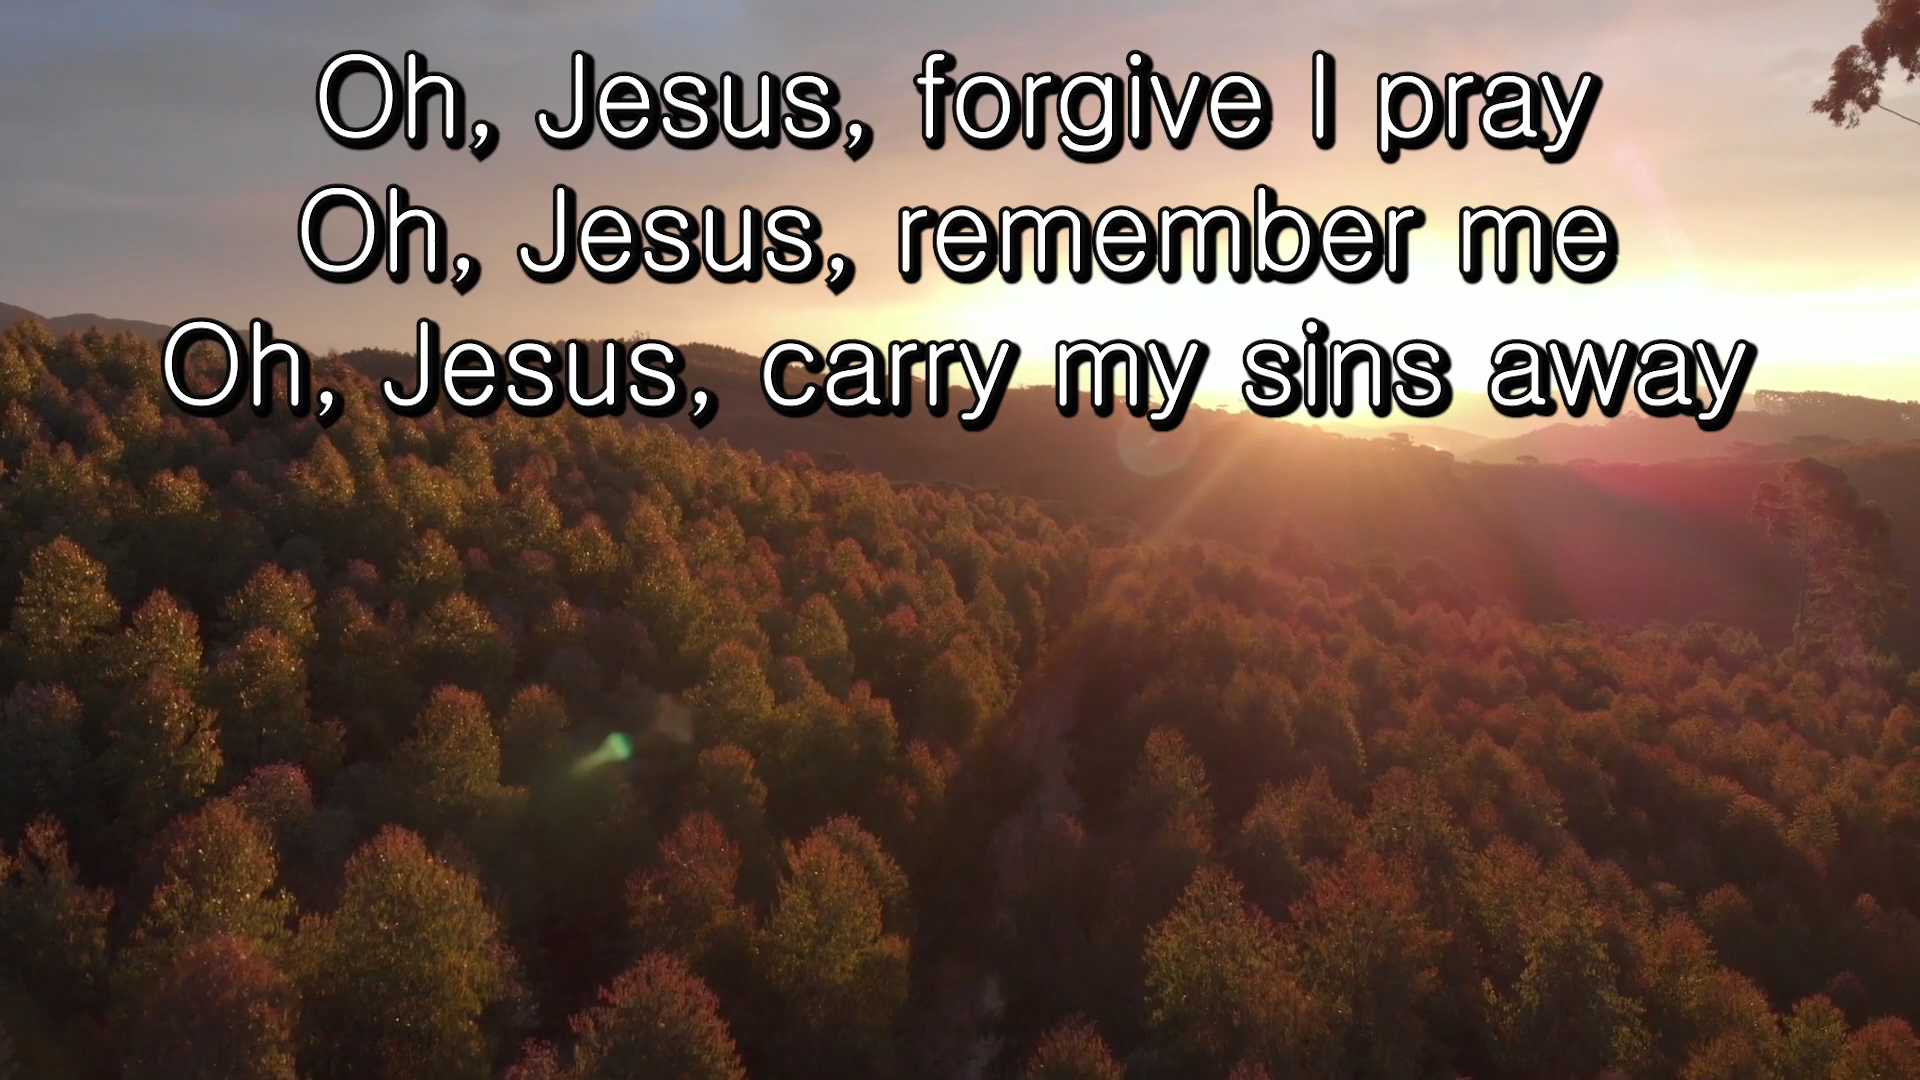 Oh, Jesus, forgive I pray
Oh, Jesus, remember me
Oh, Jesus, carry my sins away